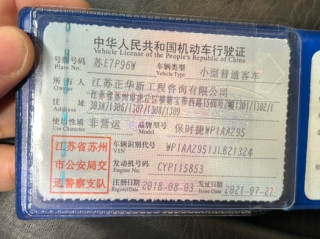 中华人民共和国机动车行驶证
Vehicle License of the People's Republic of China
号牌号码 Plate No. 苏E7P96W 车辆类型 Vehicle Type 小型普通客车
所有人 Owner 江苏正华新工程咨询有限公司
住址 Address
使用性质 Use Character 非营运 品牌型号 Model 保时捷WP1AA295
江苏省苏州市公安局交通警察支队
车辆识别代号 VIN WP1AA2951JLB21324
发动机号码 Engine No. CYP115853
注册日期 Register Date 2018-08-03 发证日期 Issue Date 2021-07-27